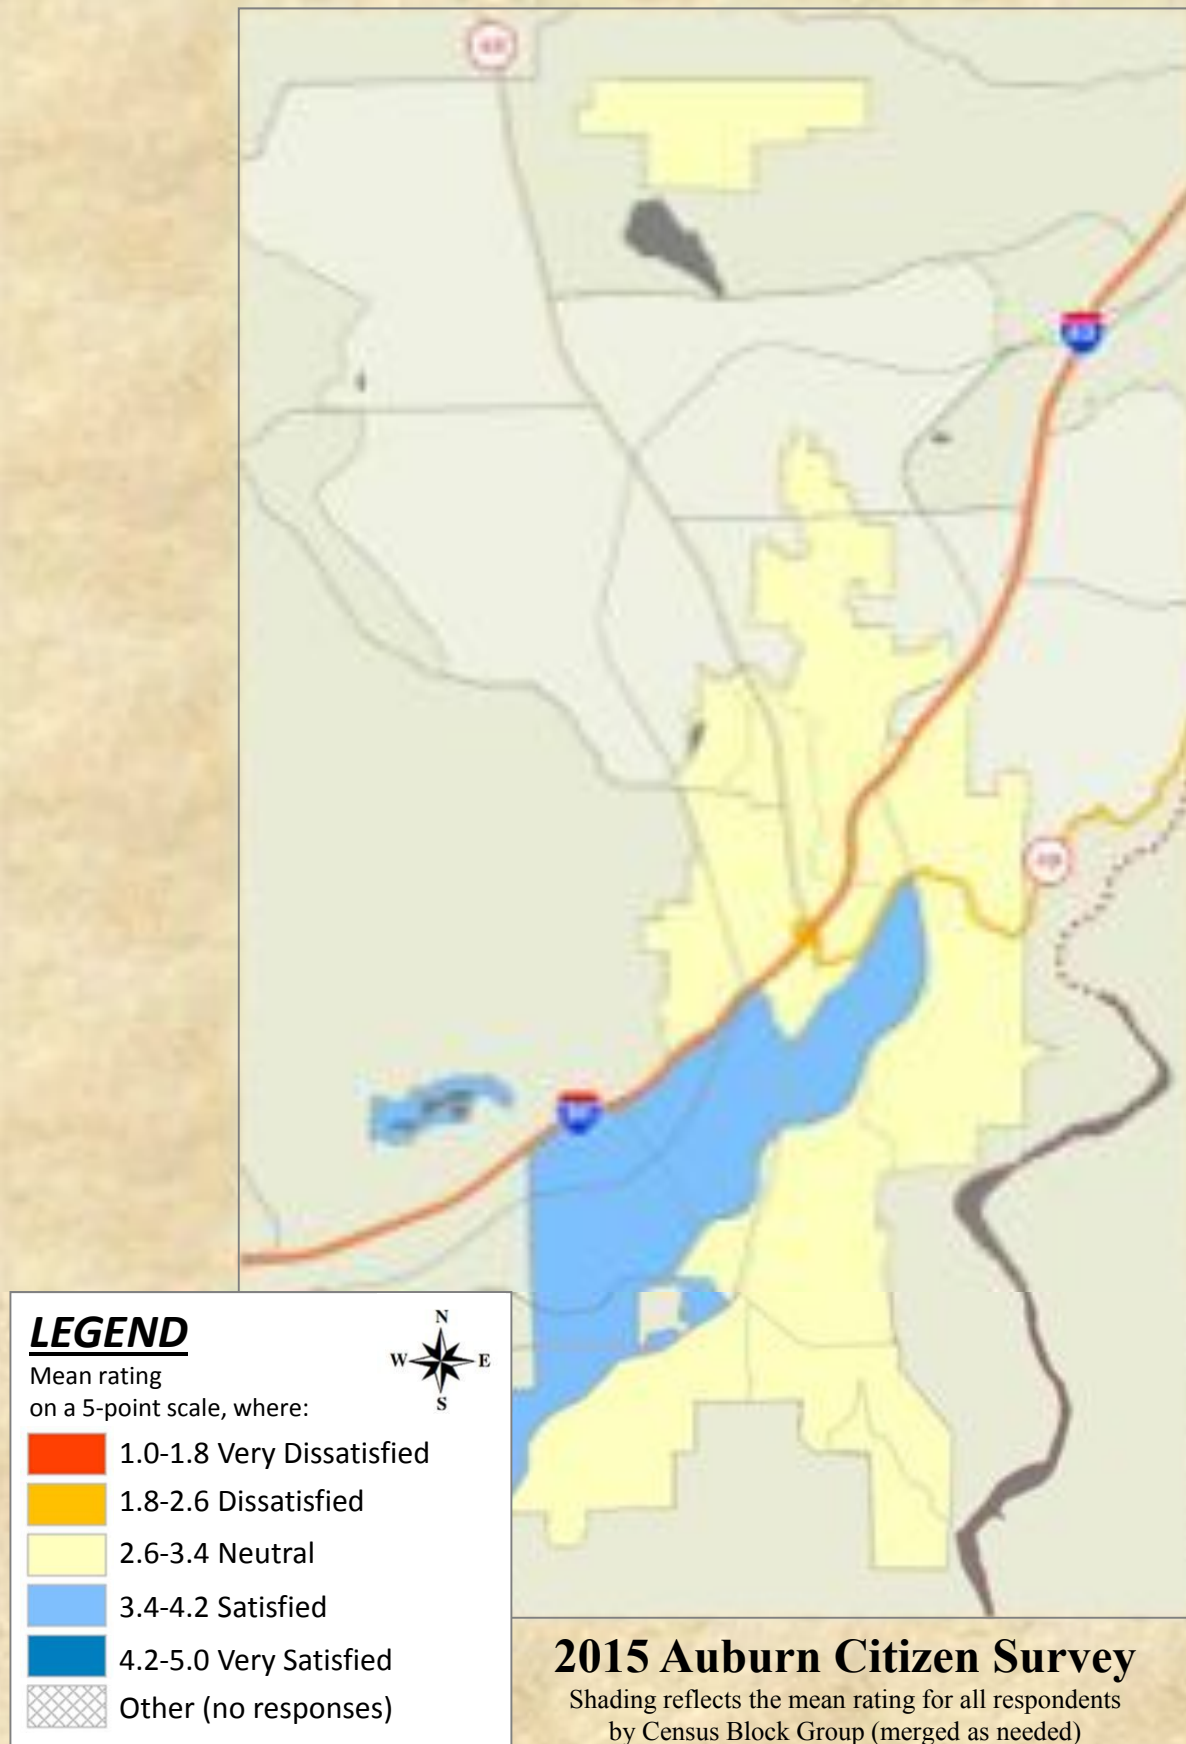 LEGEND
Mean rating
on a 5-point scale, where:
N
W E
S
1.0-1.8 Very Dissatisfied
1.8-2.6 Dissatisfied
2.6-3.4 Neutral
3.4-4.2 Satisfied
4.2-5.0 Very Satisfied
Other (no responses)
2015 Auburn Citizen Survey
Shading reflects the mean rating for all respondents
by Census Block Group (merged as needed)